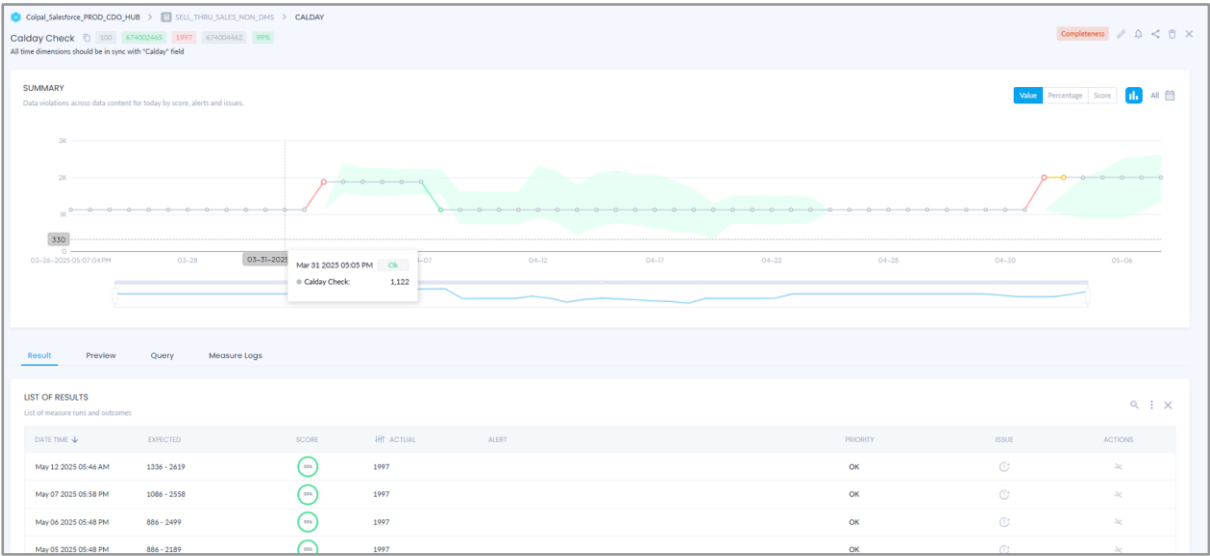 Colpal_Salesforce_PROD_CDO_HUB > SELL_THRU_SALES_NON_DMS > CALDAY
Calday Check 100 674002465 1997 674004462 99%
Completeness
All time dimensions should be in sync with "Calday" field
SUMMARY
Data violations across data content for today by score, alerts and issues.
Value Percentage Score All
3K
2K
1K
330
0
03-26-2025 05:07:04 PM 03-28 03-31-2025 -07 04-12 04-17 04-22 04-28 04-30 05-06
Mar 31 2025 05:05 PM Ok
Calday Check: 1,122
Result Preview Query Measure Logs
LIST OF RESULTS
List of measure runs and outcomes
DATE TIME EXPECTED SCORE ACTUAL ALERT PRIORITY ISSUE ACTIONS
May 12 2025 05:46 AM 1336 - 2619 99% 1997 OK
May 07 2025 05:58 PM 1086 - 2558 99% 1997 OK
May 06 2025 05:48 PM 886 - 2499 99% 1997 OK
May 05 2025 05:48 PM 886 - 2189 99% 1997 OK